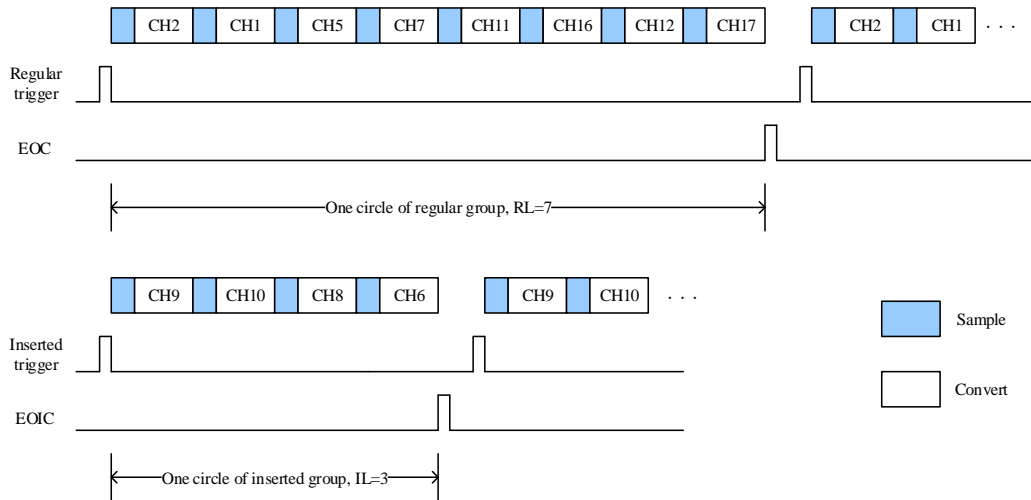 CH2 CH1 CH5 CH7 CH11 CH16 CH12 CH17 CH2 CH1 . . .
Regular
trigger
EOC
One circle of regular group, RL=7
CH9 CH10 CH8 CH6 CH9 CH10 . . .
Sample
Inserted
trigger
Convert
EOIC
One circle of inserted group, IL=3